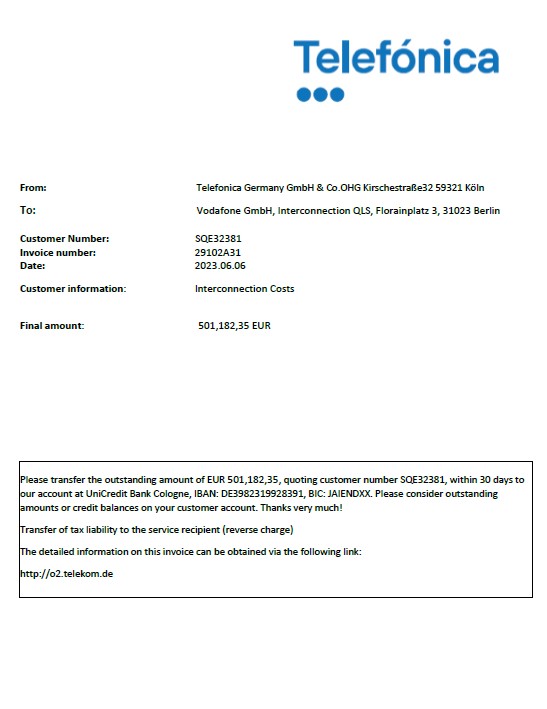 Telefónica
From: Telefonica Germany GmbH & Co.OHG Kirschestraße32 59321 Köln
To: Vodafone GmbH, Interconnection QLS, Florainplatz 3, 31023 Berlin
Customer Number: SQE32381
Invoice number: 29102A31
Date: 2023.06.06
Customer information: Interconnection Costs
Final amount: 501,182,35 EUR
Please transfer the outstanding amount of EUR 501,182,35, quoting customer number SQE32381, within 30 days to
our account at UniCredit Bank Cologne, IBAN: DE3982319928391, BIC: JAIENDXX. Please consider outstanding
amounts or credit balances on your customer account. Thanks very much!
Transfer of tax liability to the service recipient (reverse charge)
The detailed information on this invoice can be obtained via the following link:
http://o2.telekom.de